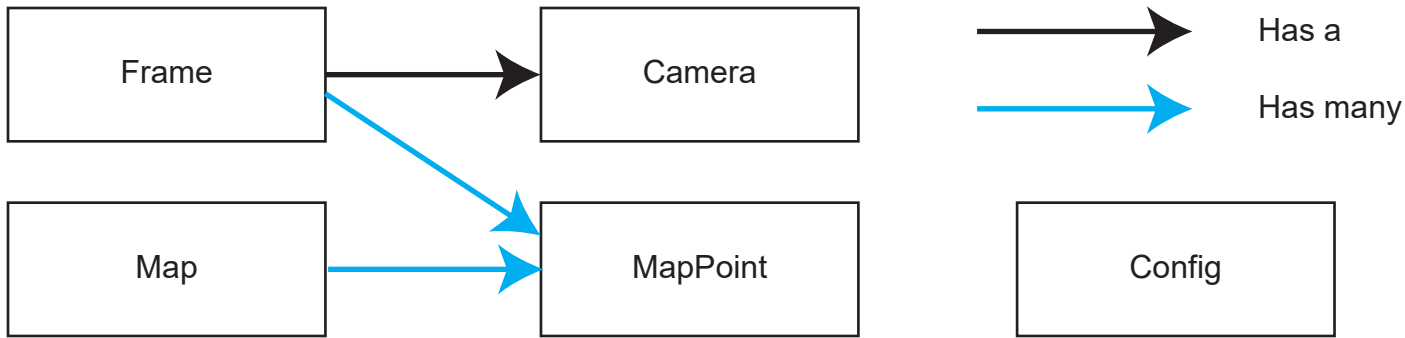 Frame
Camera
Has a
Has many
Map
MapPoint
Config